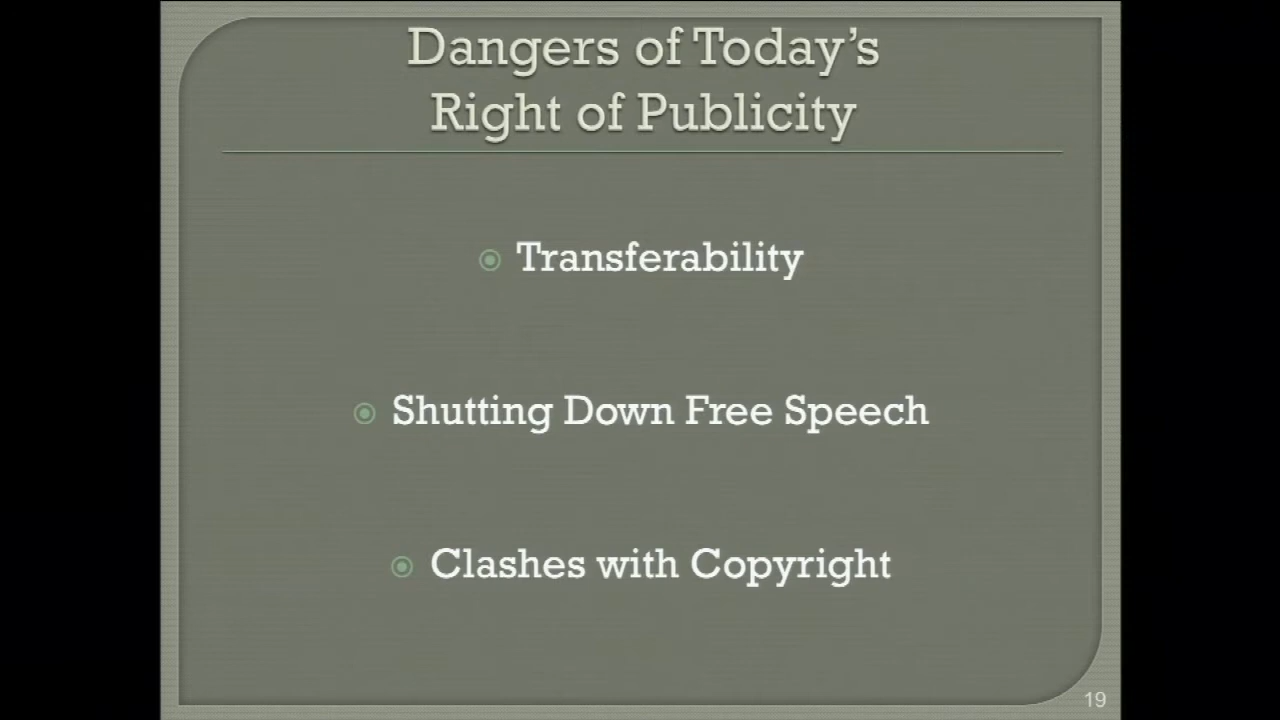 Dangers of Today’s
Right of Publicity
Transferability
Shutting Down Free Speech
Clashes with Copyright
19